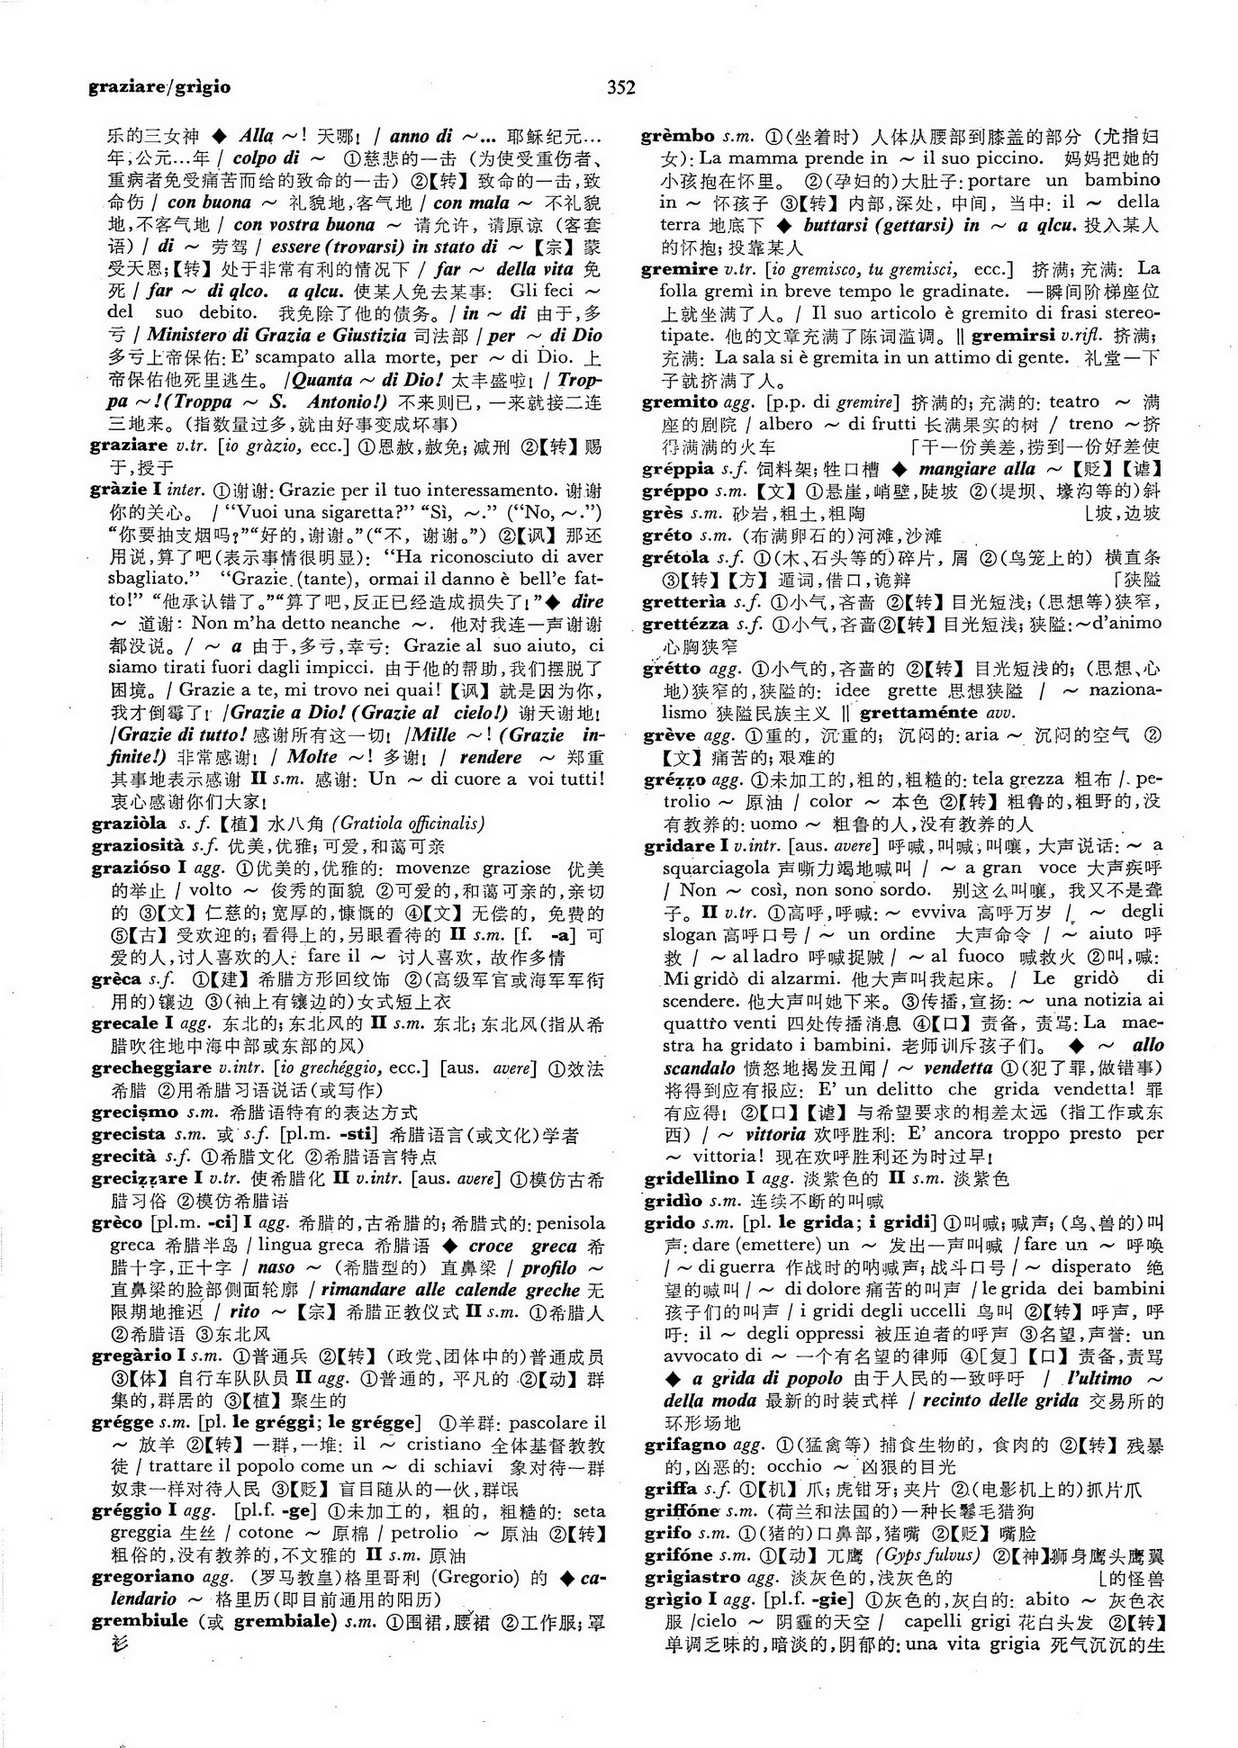 graziare/grìgio
352
乐的三女神 ◆ Alla ～! 天哪! / anno di ～... 耶稣纪元...
年,公元...年 / colpo di ～ ①慈悲的一击 (为使受重伤者、
重病者免受痛苦而给的致命的一击) ②【转】致命的一击,致
命伤 / con buona ～ 礼貌地,客气地 / con mala ～ 不礼貌
地,不客气地 / con vostra buona ～ 请允许, 请原谅 (客套
语) / di ～ 劳驾 / essere (trovarsi) in stato di ～ 【宗】蒙
受天恩;【转】处于非常有利的情况下 / far ～ della vita 免
死 / far ～ di qlco. a qlcu. 使某人免去某事: Gli feci ～
del suo debito. 我免除了他的债务。/ in ～ di 由于,多
亏 / Ministero di Grazia e Giustizia 司法部 / per ～ di Dio
多亏上帝保佑: E' scampato alla morte, per ～ di Dio. 上
帝保佑他死里逃生。 /Quanta ～ di Dio! 太丰盛啦! / Trop-
pa ～! (Troppa ～ S. Antonio!) 不来则已, 一来就接二连
三地来。(指数量过多,就由好事变成坏事)
graziare v.tr. [io gràzio, ecc.] ①恩赦,赦免; 减刑 ②【转】赐
于,授于
gràzie I inter. ①谢谢: Grazie per il tuo interessamento. 谢谢
你的关心。 / “Vuoi una sigaretta?” “Sì, ～.” (“No, ～.”)
“你要抽支烟吗?”“好的,谢谢。”(“不, 谢谢。”) ②【讽】那还
用说,算了吧(表示事情很明显): “Ha riconosciuto di aver
sbagliato.” “Grazie (tante), ormai il danno è bell'e fat-
to!” “他承认错了。”“算了吧,反正已经造成损失了!”◆ dire
～ 道谢: Non m'ha detto neanche ～. 他对我连一声谢谢
都没说。/ ～ a 由于,多亏,幸亏: Grazie al suo aiuto, ci
siamo tirati fuori dagli impicci. 由于他的帮助,我们摆脱了
困境。/ Grazie a te, mi trovo nei quai!【讽】就是因为你,
我才倒霉了! /Grazie a Dio! (Grazie al cielo!) 谢天谢地!
/Grazie di tutto! 感谢所有这一切! /Mille ～! (Grazie in-
finite!) 非常感谢! / Molte ～! 多谢! / rendere ～ 郑重
其事地表示感谢 II s.m. 感谢: Un ～ di cuore a voi tutti!
衷心感谢你们大家!
graziòla s. f.【植】水八角 (Gratiola officinalis)
graziosità s.f. 优美,优雅; 可爱,和蔼可亲
grazióso I agg. ①优美的,优雅的: movenze graziose 优美
的举止 / volto ～ 俊秀的面貌 ②可爱的,和蔼可亲的,亲切
的 ③【文】仁慈的; 宽厚的,慷慨的 ④【文】无偿的, 免费的
⑤【古】受欢迎的; 看得上的,另眼看待的 II s.m. [f. -a] 可
爱的人,讨人喜欢的人: fare il ～ 讨人喜欢, 故作多情
grèca s.f. ①【建】希腊方形回纹饰 ②(高级军官或海军军衔
用的)镶边 ③(袖上有镶边的)女式短上衣
grecale I agg. 东北的; 东北风的 II s.m. 东北; 东北风(指从希
腊吹往地中海中部或东部的风)
grecheggiare v.intr. [io grechéggio, ecc.] [aus. avere] ①效法
希腊 ②用希腊习语说话(或写作)
grecismo s.m. 希腊语特有的表达方式
grecista s.m. 或 s.f. [pl.m. -sti] 希腊语言(或文化)学者
grecità s.f. ①希腊文化 ②希腊语言特点
grecizzare I v.tr. 使希腊化 II v.intr. [aus. avere] ①模仿古希
腊习俗 ②模仿希腊语
grèco [pl.m. -ci] I agg. 希腊的,古希腊的; 希腊式的: penisola
greca 希腊半岛 / lingua greca 希腊语 ◆ croce greca 希
腊十字,正十字 / naso ～ (希腊型的) 直鼻梁 / profilo ～
直鼻梁的脸部侧面轮廓 / rimandare alle calende greche 无
限期地推迟 / rito ～ 【宗】希腊正教仪式 II s.m. ①希腊人
②希腊语 ③东北风
gregàrio I s.m. ①普通兵 ②【转】(政党、团体中的)普通成员
③【体】自行车队队员 II agg. ①普通的, 平凡的 ②【动】群
集的,群居的 ③【植】聚生的
grégge s.m. [pl. le gréggi; le grégge] ①羊群: pascolare il
～ 放羊 ②【转】一群,一堆: il ～ cristiano 全体基督教教
徒 / trattare il popolo come un ～ di schiavi 象对待一群
奴隶一样对待人民 ③【贬】盲目随从的一伙,群氓
gréggio I agg. [pl.f. -ge] ①未加工的, 粗的, 粗糙的: seta
greggia 生丝 / cotone ～ 原棉 / petrolio ～ 原油 ②【转】
粗俗的,没有教养的,不文雅的 II s.m. 原油
gregoriano agg. (罗马教皇)格里哥利 (Gregorio) 的 ◆ ca-
lendario ～ 格里历(即目前通用的阳历)
grembiule (或 grembiale) s.m. ①围裙,腰裙 ②工作服; 罩
衫
grèmbo s.m. ①(坐着时) 人体从腰部到膝盖的部分 (尤指妇
女): La mamma prende in ～ il suo piccino. 妈妈把她的
小孩抱在怀里。 ②(孕妇的)大肚子: portare un bambino
in ～ 怀孩子 ③【转】内部,深处, 中间, 当中: il ～ della
terra 地底下 ◆ buttarsi (gettarsi) in ～ a qlcu. 投入某人
的怀抱; 投靠某人
gremire v.tr. [io gremisco, tu gremisci, ecc.] 挤满; 充满: La
folla gremì in breve tempo le gradinate. 一瞬间阶梯座位
上就坐满了人。/ Il suo articolo è gremito di frasi stereo-
tipate. 他的文章充满了陈词滥调。‖ gremirsi v.rifl. 挤满;
充满: La sala si è gremita in un attimo di gente. 礼堂一下
子就挤满了人。
gremito agg. [p.p. di gremire] 挤满的; 充满的: teatro ～ 满
座的剧院 / albero ～ di frutti 长满果实的树 / treno ～挤
得满满的火车 「干一份美差,捞到一份好差使
gréppia s.f. 饲料架; 牲口槽 ◆ mangiare alla ～【贬】【谑】
gréppo s.m.【文】①悬崖,峭壁,陡坡 ②(堤坝、壕沟等的)斜
grès s.m. 砂岩,粗土,粗陶 ⌊坡,边坡
gréto s.m. (布满卵石的)河滩,沙滩
grétola s.f. ①(木、石头等的)碎片, 屑 ②(鸟笼上的) 横直条
③【转】【方】遁词,借口,诡辩 「狭隘
gretterìa s.f. ①小气,吝啬 ②【转】目光短浅; (思想等)狭窄,
grettézza s.f. ①小气,吝啬②【转】目光短浅; 狭隘:～d'animo
心胸狭窄
grétto agg. ①小气的,吝啬的 ②【转】目光短浅的; (思想、心
地)狭窄的,狭隘的: idee grette 思想狭隘 / ～ naziona-
lismo 狭隘民族主义 ‖ grettaménte avv.
grève agg. ①重的, 沉重的; 沉闷的: aria ～ 沉闷的空气 ②
【文】痛苦的; 艰难的
grézzo agg. ①未加工的,粗的,粗糙的: tela grezza 粗布 / pe-
trolio ～ 原油 / color ～ 本色 ②【转】粗鲁的,粗野的,没
有教养的: uomo ～ 粗鲁的人,没有教养的人
gridare I v.intr. [aus. avere] 呼喊,叫喊,叫嚷, 大声说话:～ a
squarciagola 声嘶力竭地喊叫 / ～ a gran voce 大声疾呼
/ Non ～ così, non sono sordo. 别这么叫嚷, 我又不是聋
子。II v.tr. ①高呼,呼喊:～ evviva 高呼万岁 / ～ degli
slogan 高呼口号 / ～ un ordine 大声命令 / ～ aiuto 呼
救 / ～ al ladro 呼喊捉贼 / ～ al fuoco 喊救火 ②叫,喊:
Mi gridò di alzarmi. 他大声叫我起床。 / Le gridò di
scendere. 他大声叫她下来。③传播,宣扬:～ una notizia ai
quattro venti 四处传播消息 ④【口】责备, 责骂: La mae-
stra ha gridato i bambini. 老师训斥孩子们。 ◆ ～ allo
scandalo 愤怒地揭发丑闻 / ～ vendetta ①(犯了罪,做错事)
将得到应有报应: E' un delitto che grida vendetta! 罪
有应得! ②【口】【谑】与希望要求的相差太远 (指工作或东
西) / ～ vittoria 欢呼胜利: E' ancora troppo presto per
～ vittoria! 现在欢呼胜利还为时过早!
gridellino I agg. 淡紫色的 II s.m. 淡紫色
gridìo s.m. 连续不断的叫喊
grido s.m. [pl. le grida; i gridi] ①叫喊; 喊声; (鸟、兽的)叫
声: dare (emettere) un ～ 发出一声叫喊 /fare un ～ 呼唤
/ ～ di guerra 作战时的呐喊声; 战斗口号 / ～ disperato 绝
望的喊叫 / ～ di dolore 痛苦的叫声 / le grida dei bambini
孩子们的叫声 / i gridi degli uccelli 鸟叫 ②【转】呼声, 呼
吁: il ～ degli oppressi 被压迫者的呼声 ③名望,声誉: un
avvocato di ～ 一个有名望的律师 ④[复]【口】责备,责骂
◆ a grida di popolo 由于人民的一致呼吁 / l'ultimo ～
della moda 最新的时装式样 / recinto delle grida 交易所的
环形场地
grifagno agg. ①(猛禽等) 捕食生物的, 食肉的 ②【转】残暴
的,凶恶的: occhio ～ 凶狠的目光
griffa s.f. ①【机】爪; 虎钳牙; 夹片 ②(电影机上的)抓片爪
griffóne s.m. (荷兰和法国的)一种长鬈毛猎狗
grifo s.m. ①(猪的)口鼻部,猪嘴 ②【贬】嘴脸
grifóne s.m. ①【动】兀鹰 (Gyps fulvus) ②【神】狮身鹰头鹰翼
grigiastro agg. 淡灰色的,浅灰色的 ⌊的怪兽
grìgio I agg. [pl.f. -gie] ①灰色的,灰白的: abito ～ 灰色衣
服 /cielo ～ 阴霾的天空 / capelli grigi 花白头发 ②【转】
单调乏味的,暗淡的,阴郁的: una vita grigia 死气沉沉的生